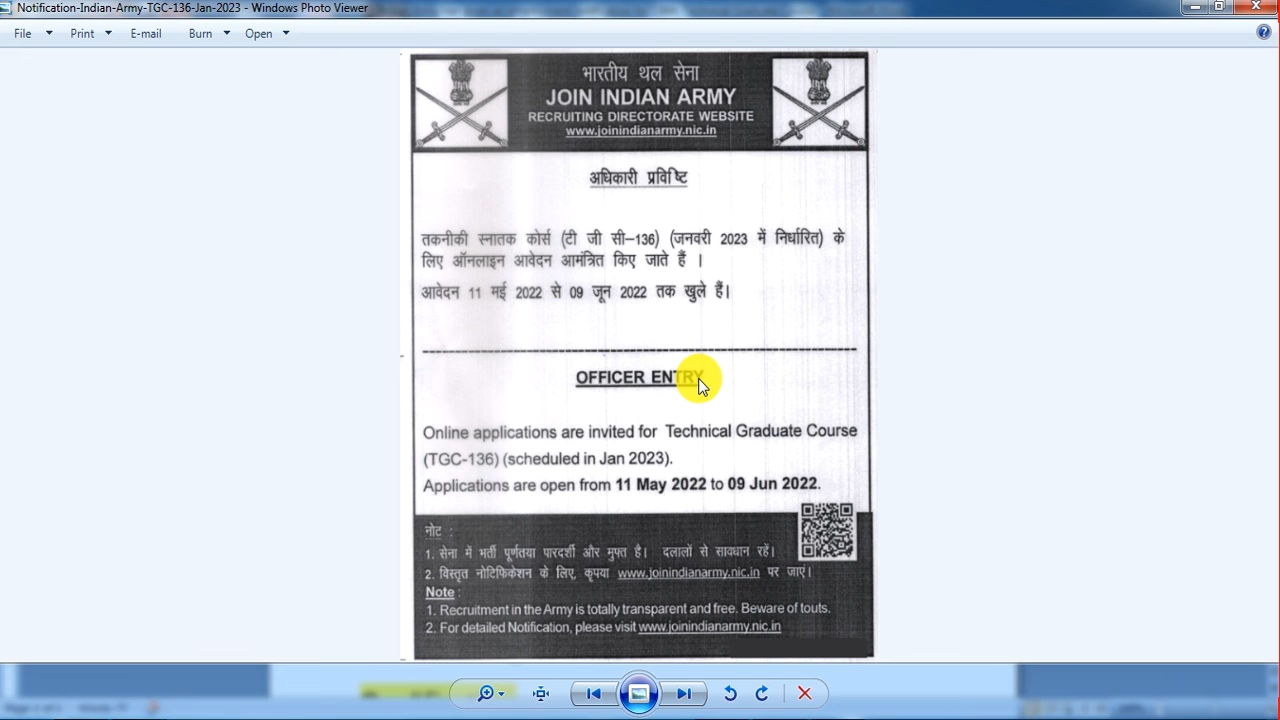 Notification-Indian-Army-TGC-136-Jan-2023 - Windows Photo Viewer
File Print E-mail Burn Open
भारतीय थल सेना
JOIN INDIAN ARMY
RECRUITING DIRECTORATE WEBSITE
www.joinindianarmy.nic.in
अधिकारी प्रविष्टि
तकनीकी स्नातक कोर्स (टी जी सी–136) (जनवरी 2023 में निर्धारित) के
लिए ऑनलाइन आवेदन आमंत्रित किए जाते हैं ।
आवेदन 11 मई 2022 से 09 जून 2022 तक खुले हैं।
OFFICER ENTRY
Online applications are invited for Technical Graduate Course
(TGC-136) (scheduled in Jan 2023).
Applications are open from 11 May 2022 to 09 Jun 2022.
नोट :
1. सेना में भर्ती पूर्णतया पारदर्शी और मुफ्त है। दलालों से सावधान रहें।
2. विस्तृत नोटिफिकेशन के लिए, कृपया www.joinindianarmy.nic.in पर जाएं।
Note :
1. Recruitment in the Army is totally transparent and free. Beware of touts.
2. For detailed Notification, please visit www.joinindianarmy.nic.in